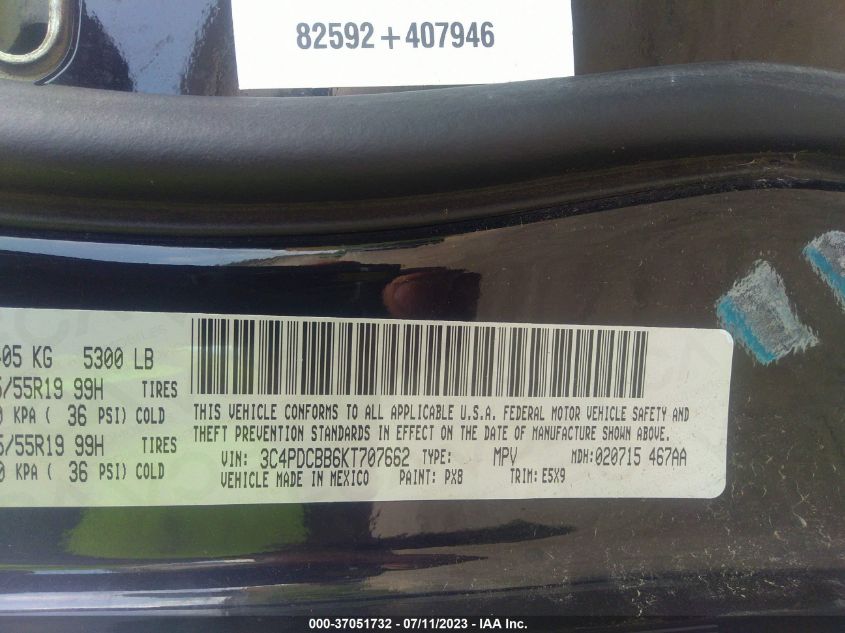 82592+407946
05 KG 5300 LB
/55R19 99H TIRES
KPA ( 36 PSI) COLD
/55R19 99H TIRES
KPA ( 36 PSI) COLD
THIS VEHICLE CONFORMS TO ALL APPLICABLE U.S.A. FEDERAL MOTOR VEHICLE SAFETY AND
THEFT PREVENTION STANDARDS IN EFFECT ON THE DATE OF MANUFACTURE SHOWN ABOVE.
VIN: 3C4PDCBB6KT707662 TYPE: MPV MDH: 020715 467AA
VEHICLE MADE IN MEXICO PAINT: PX8 TRIM: E5X9
000-37051732 - 07/11/2023 - IAA Inc.